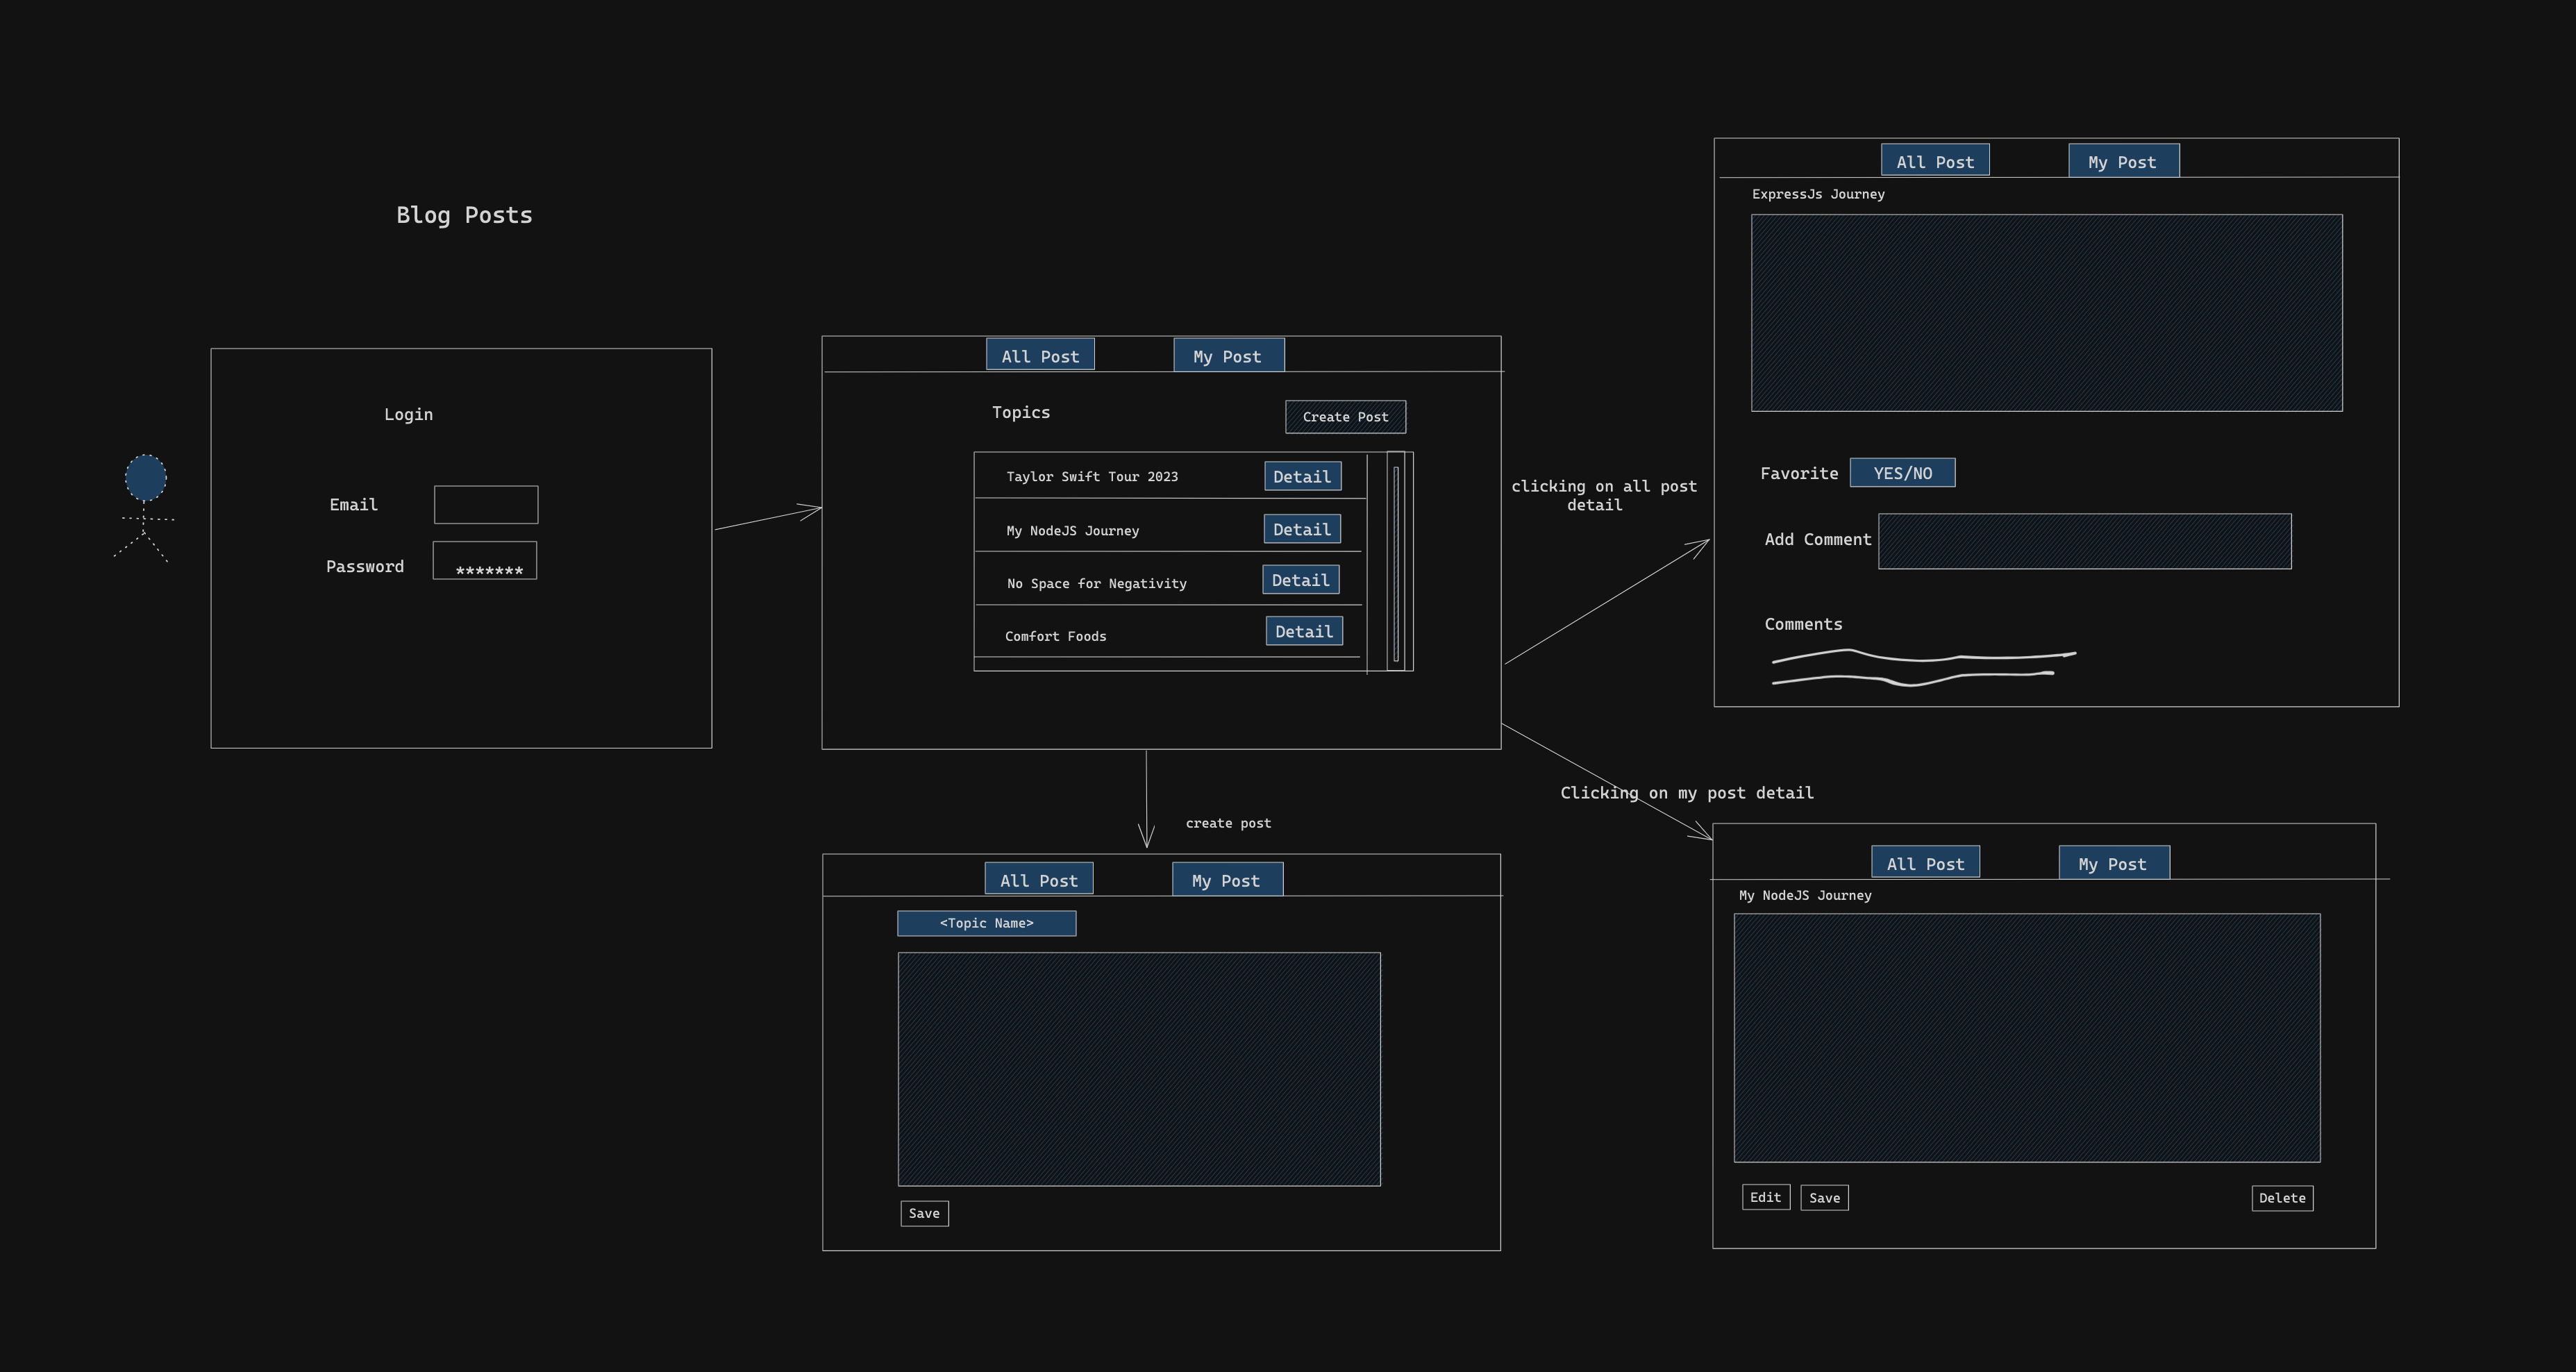 Blog Posts
Login
Email
Password
*******
All Post
My Post
Topics
Create Post
Taylor Swift Tour 2023
Detail
My NodeJS Journey
Detail
No Space for Negativity
Detail
Comfort Foods
Detail
clicking on all post
detail
All Post
My Post
ExpressJs Journey
Favorite
YES/NO
Add Comment
Comments
create post
All Post
My Post
<Topic Name>
Save
Clicking on my post detail
All Post
My Post
My NodeJS Journey
Edit
Save
Delete